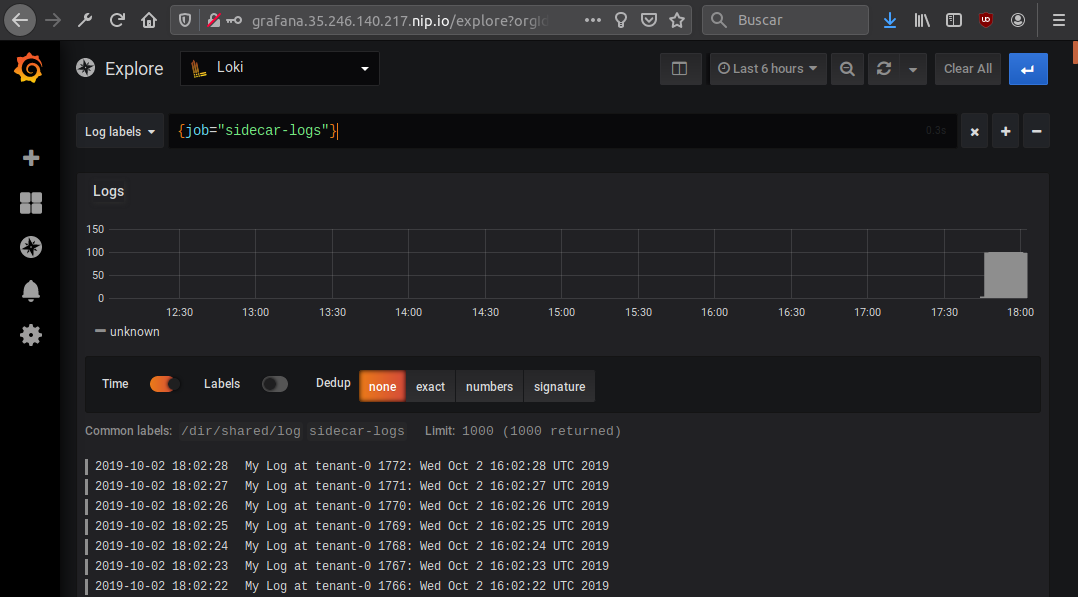 grafana.35.246.140.217.nip.io/explore?orgId
Buscar
Explore
Loki
Last 6 hours
Clear All
Log labels
{job="sidecar-logs"}
0.3s
Logs
150
100
50
0
12:30 13:00 13:30 14:00 14:30 15:00 15:30 16:00 16:30 17:00 17:30 18:00
unknown
Time Labels Dedup none exact numbers signature
Common labels: /dir/shared/log sidecar-logs Limit: 1000 (1000 returned)
2019-10-02 18:02:28 My Log at tenant-0 1772: Wed Oct 2 16:02:28 UTC 2019
2019-10-02 18:02:27 My Log at tenant-0 1771: Wed Oct 2 16:02:27 UTC 2019
2019-10-02 18:02:26 My Log at tenant-0 1770: Wed Oct 2 16:02:26 UTC 2019
2019-10-02 18:02:25 My Log at tenant-0 1769: Wed Oct 2 16:02:25 UTC 2019
2019-10-02 18:02:24 My Log at tenant-0 1768: Wed Oct 2 16:02:24 UTC 2019
2019-10-02 18:02:23 My Log at tenant-0 1767: Wed Oct 2 16:02:23 UTC 2019
2019-10-02 18:02:22 My Log at tenant-0 1766: Wed Oct 2 16:02:22 UTC 2019